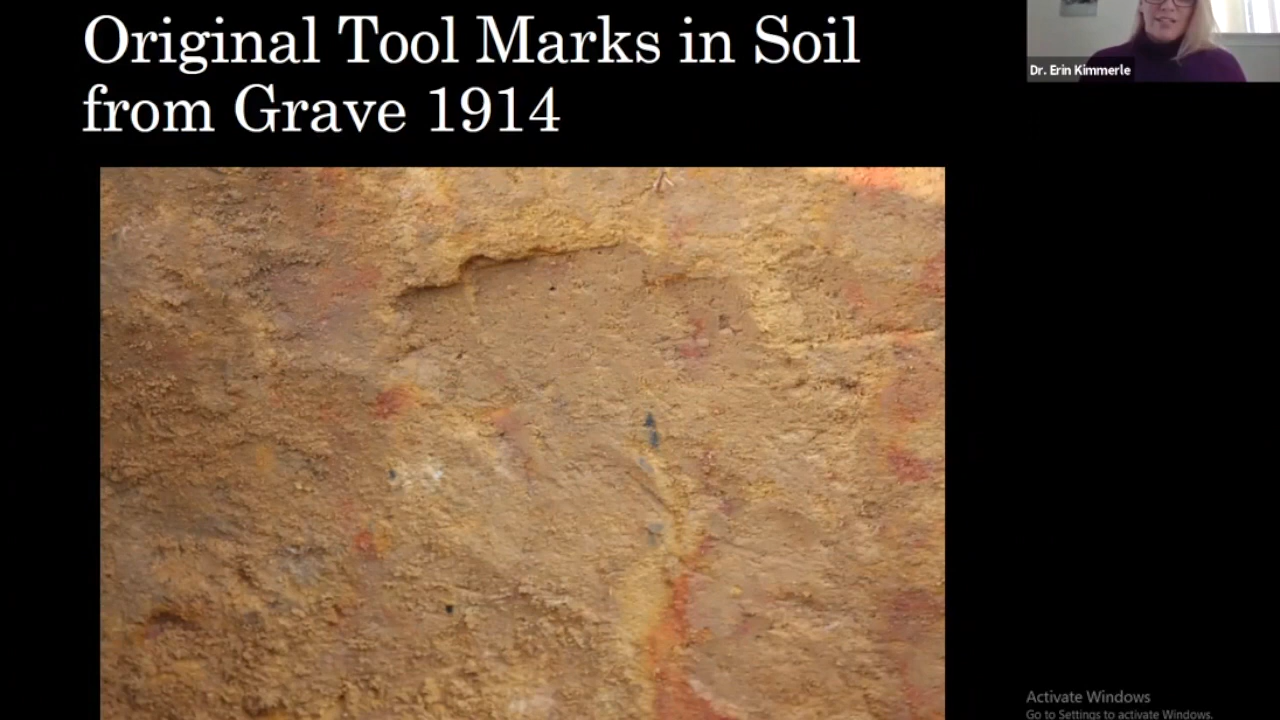 Original Tool Marks in Soil
from Grave 1914
Dr. Erin Kimmerle
Activate Windows
Go to Settings to activate Windows.